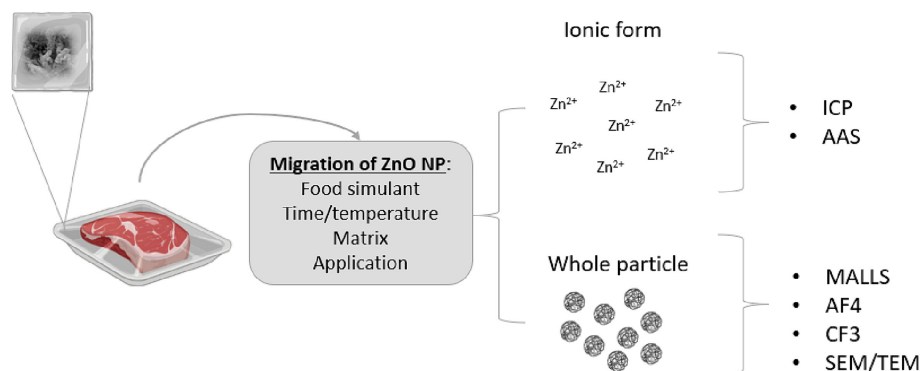 Ionic form
Zn²⁺
Zn²⁺
Zn²⁺
Zn²⁺
Zn²⁺
Zn²⁺
Zn²⁺
• ICP
• AAS
Migration of ZnO NP:
Food simulant
Time/temperature
Matrix
Application
Whole particle
• MALLS
• AF4
• CF3
• SEM/TEM